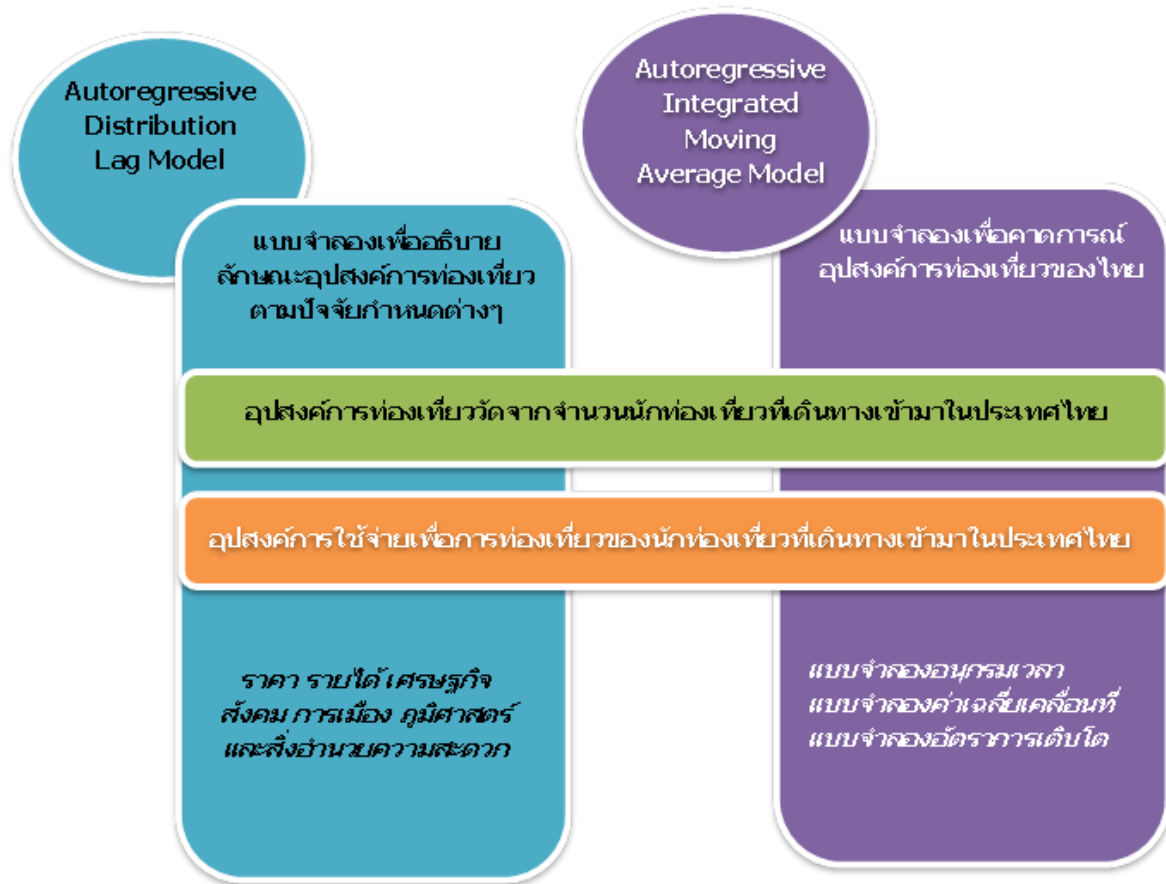 Autoregressive
Distribution
Lag Model
แบบจำลองเพื่ออธิบาย
ลักษณะอุปสงค์การท่องเที่ยว
ตามปัจจัยกำหนดต่างๆ
Autoregressive
Integrated
Moving
Average Model
แบบจำลองเพื่อคาดการณ์
อุปสงค์การท่องเที่ยวของไทย
อุปสงค์การท่องเที่ยววัดจากจำนวนนักท่องเที่ยวที่เดินทางเข้ามาในประเทศไทย
อุปสงค์การใช้จ่ายเพื่อการท่องเที่ยวของนักท่องเที่ยวที่เดินทางเข้ามาในประเทศไทย
ราคา รายได้ เศรษฐกิจ
สังคม การเมือง ภูมิศาสตร์
และสิ่งอำนวยความสะดวก
แบบจำลองอนุกรมเวลา
แบบจำลองค่าเฉลี่ยเคลื่อนที่
แบบจำลองอัตราการเติบโต